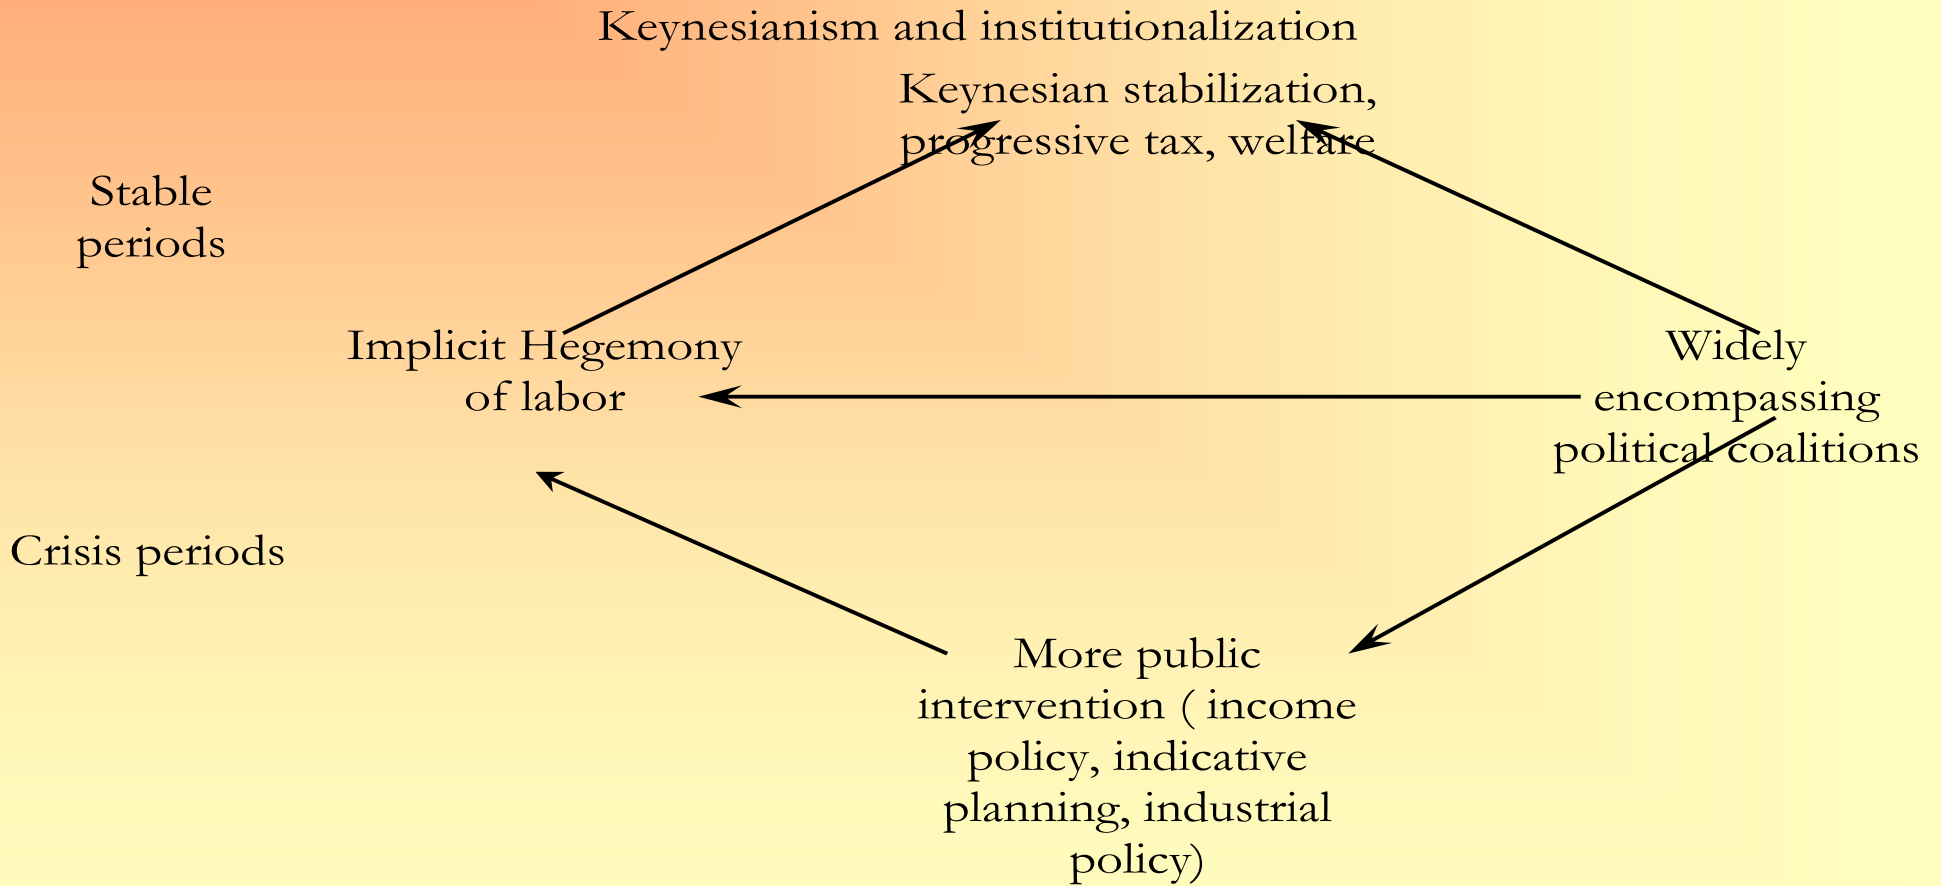 Keynesianism and institutionalization
Keynesian stabilization,
progressive tax, welfare
Stable
periods
Implicit Hegemony
of labor
Widely
encompassing
political coalitions
Crisis periods
More public
intervention ( income
policy, indicative
planning, industrial
policy)